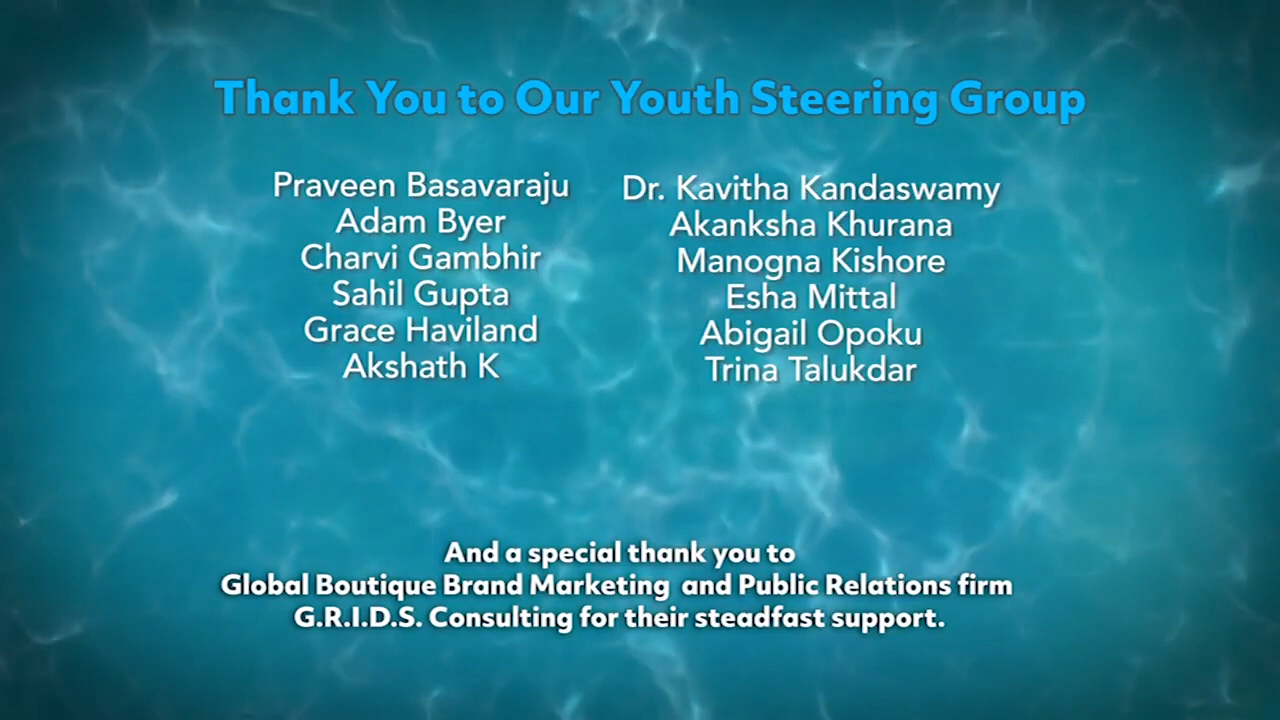 Thank You to Our Youth Steering Group
Praveen Basavaraju
Adam Byer
Charvi Gambhir
Sahil Gupta
Grace Haviland
Akshath K
Dr. Kavitha Kandaswamy
Akanksha Khurana
Manogna Kishore
Esha Mittal
Abigail Opoku
Trina Talukdar
And a special thank you to
Global Boutique Brand Marketing and Public Relations firm
G.R.I.D.S. Consulting for their steadfast support.